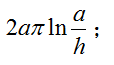 2aπ ln a/h ;